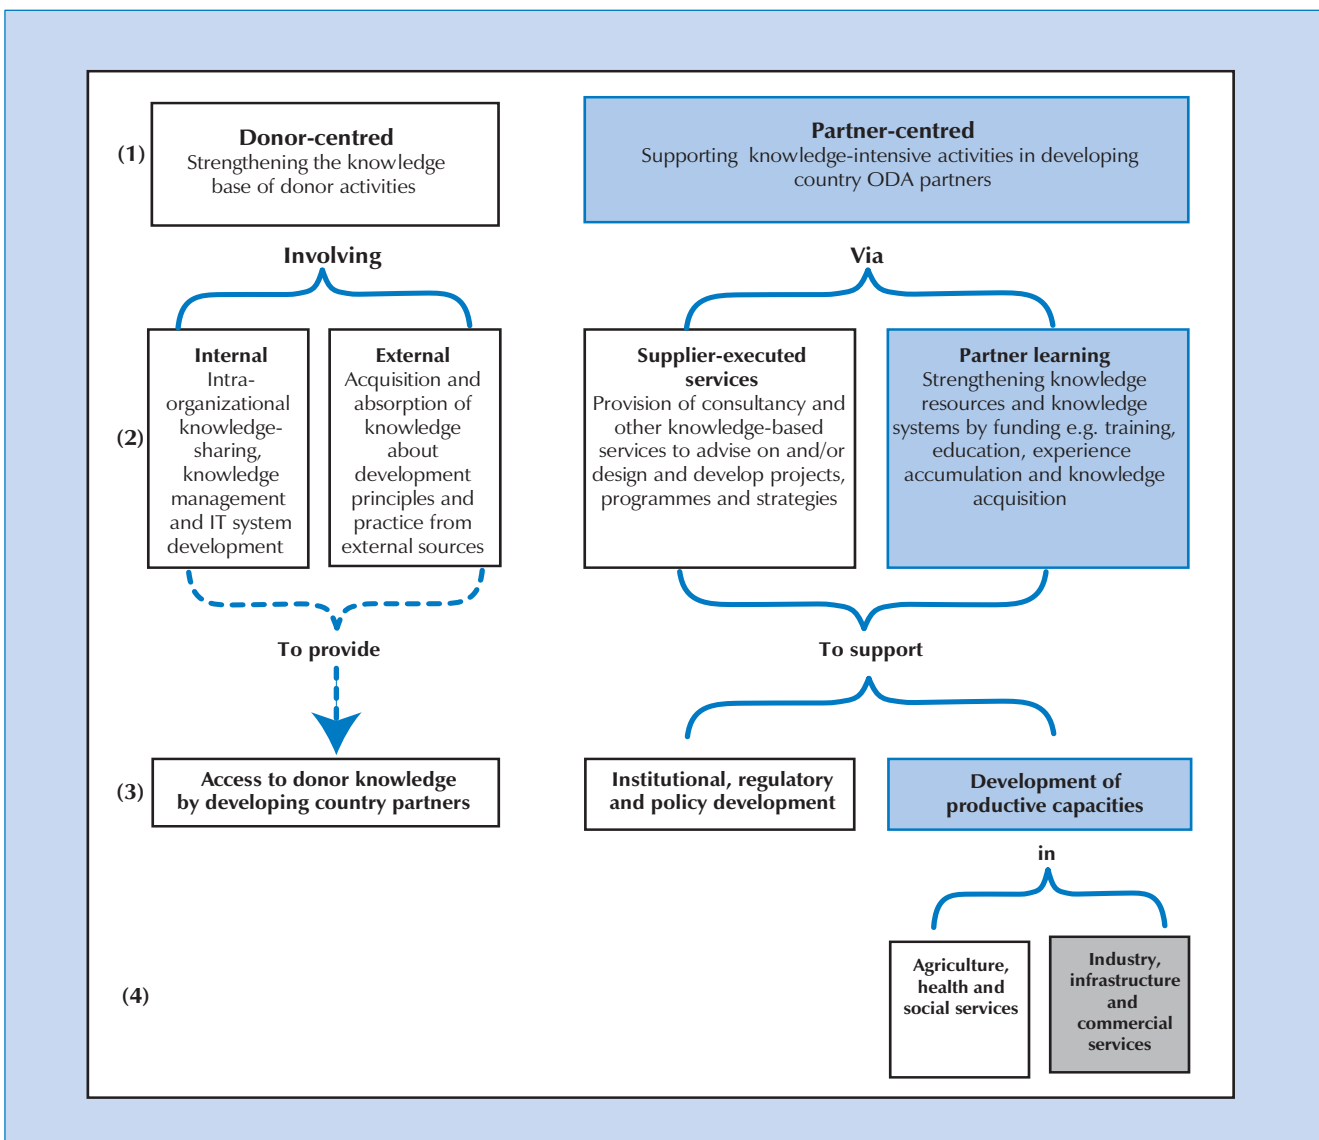 (1)
Donor-centred
Strengthening the knowledge
base of donor activities
Partner-centred
Supporting knowledge-intensive activities in developing
country ODA partners
Involving
Via
(2)
Internal
Intra-
organizational
knowledge-
sharing,
knowledge
management
and IT system
development
External
Acquisition and
absorption of
knowledge
about
development
principles and
practice from
external sources
Supplier-executed
services
Provision of consultancy and
other knowledge-based
services to advise on and/or
design and develop projects,
programmes and strategies
Partner learning
Strengthening knowledge
resources and knowledge
systems by funding e.g. training,
education, experience
accumulation and knowledge
acquisition
To provide
To support
(3)
Access to donor knowledge
by developing country partners
Institutional, regulatory
and policy development
Development of
productive capacities
in
(4)
Agriculture,
health and
social services
Industry,
infrastructure
and
commercial
services